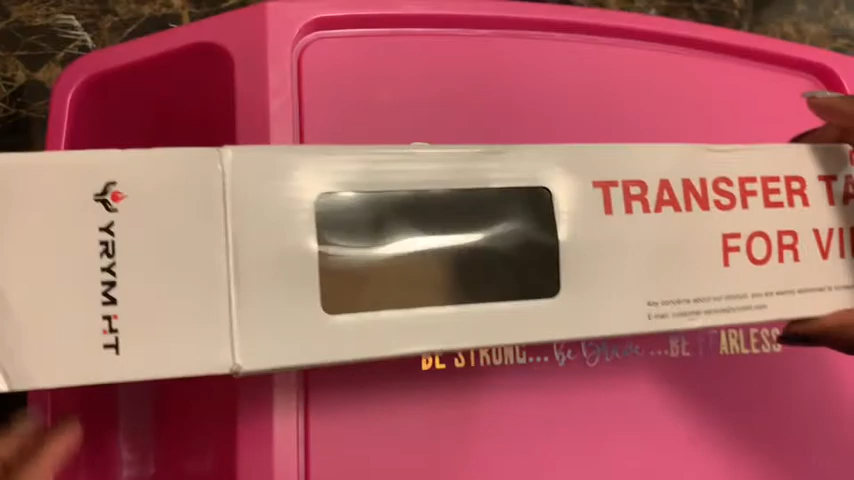 YRYM HT
TRANSFER TA
FOR VI
BE STRONG...Be Brave...BE FEARLESS